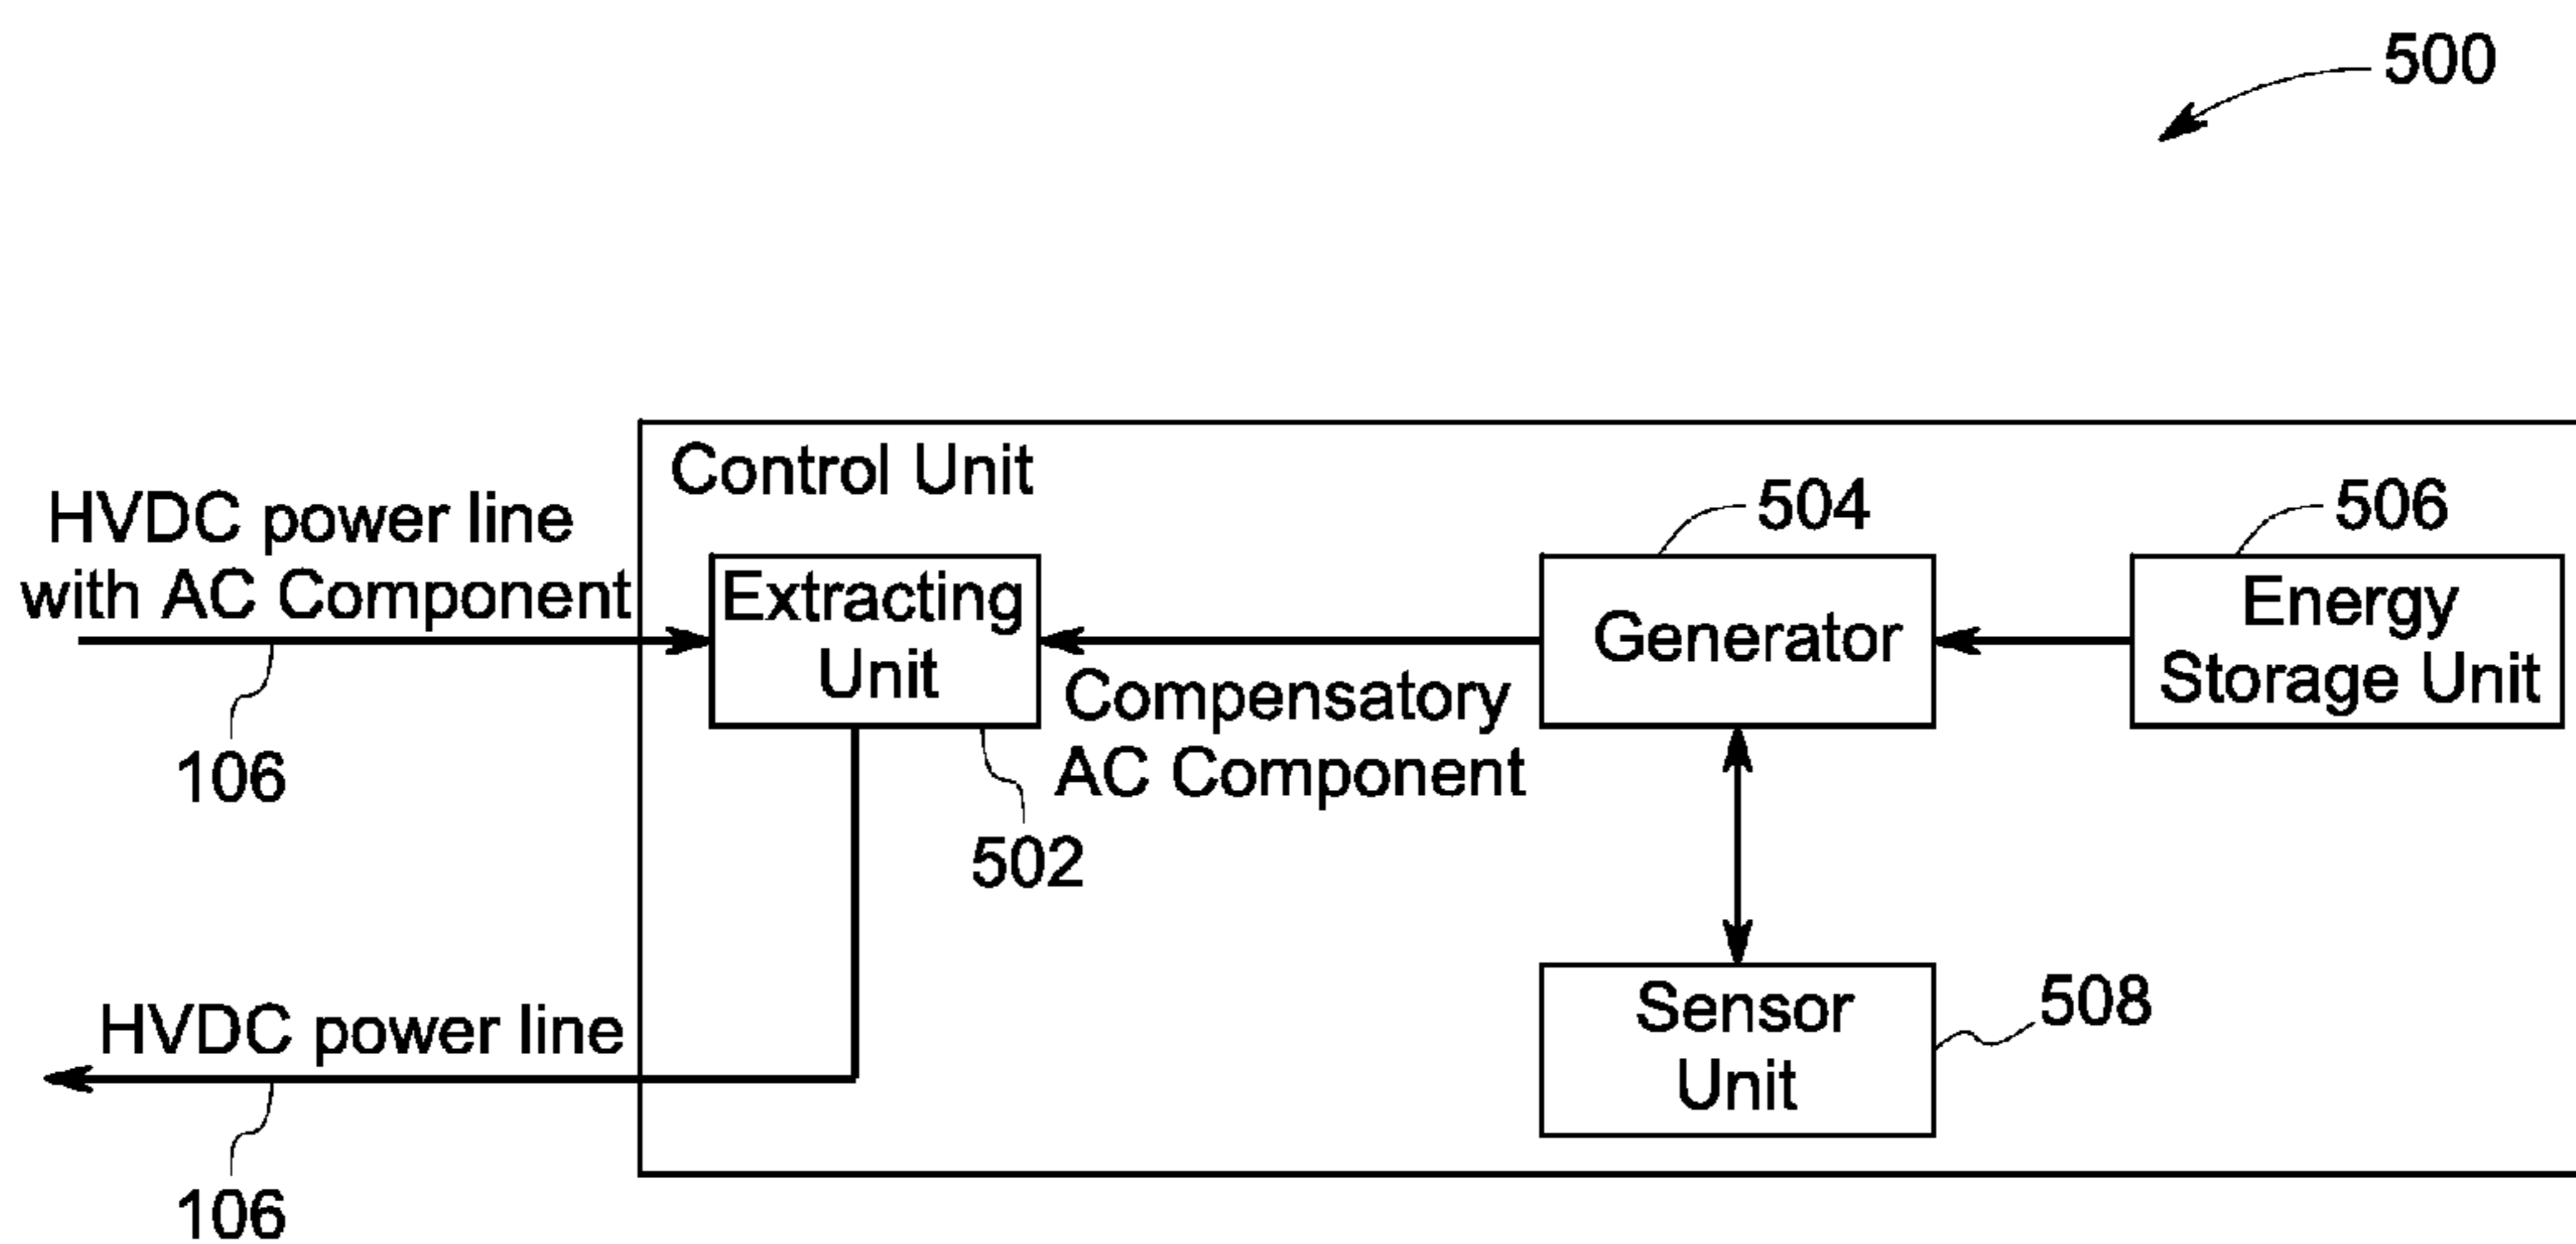 500
Control Unit
HVDC power line
with AC Component
504
506
Extracting
Unit
Generator
Energy
Storage Unit
Compensatory
AC Component
106
502
Sensor
Unit
508
HVDC power line
106